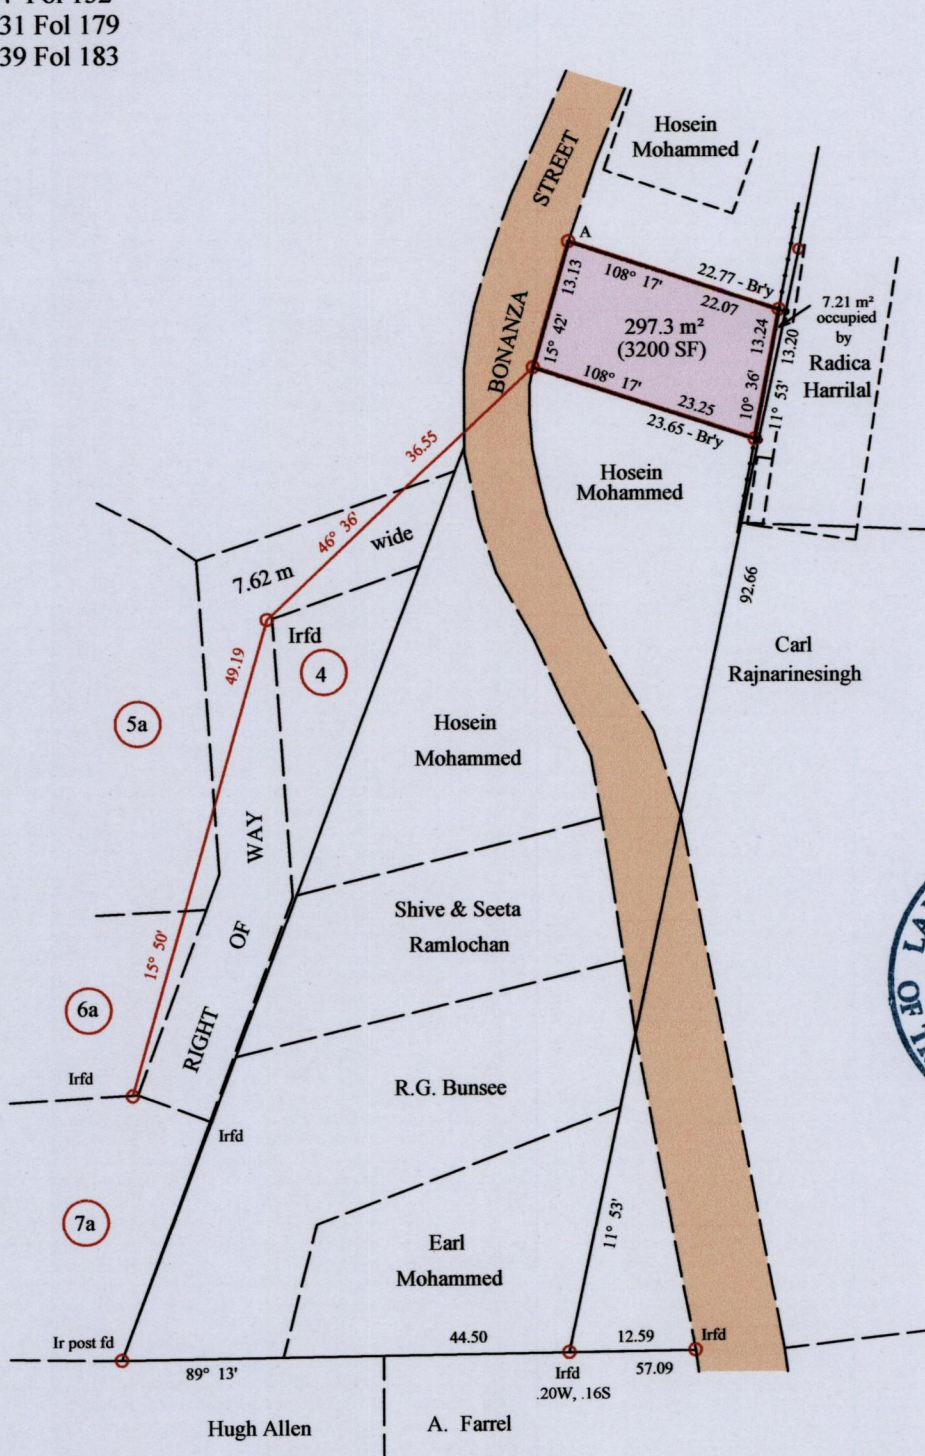 31 Fol 179
39 Fol 183
Hosein
Mohammed
STREET
A
13.13
108° 17'
22.77 - Br'y
22.07
297.3 m²
(3200 SF)
13.24
13.20
7.21 m²
occupied
by
Radica
Harrilal
BONANZA
15° 42'
108° 17'
23.25
23.65 - Br'y
10° 36'
11° 53'
36.55
46° 36'
Hosein
Mohammed
7.62 m
wide
92.66
Irfd
49.19
4
Carl
Rajnarinesingh
5a
Hosein
Mohammed
WAY
OF
RIGHT
Shive & Seeta
Ramlochan
15° 50'
6a
Irfd
R.G. Bunsee
Irfd
7a
11° 53'
Earl
Mohammed
Ir post fd
44.50
12.59
Irfd
89° 13'
Irfd
57.09
.20W, .16S
Hugh Allen
A. Farrel
OF